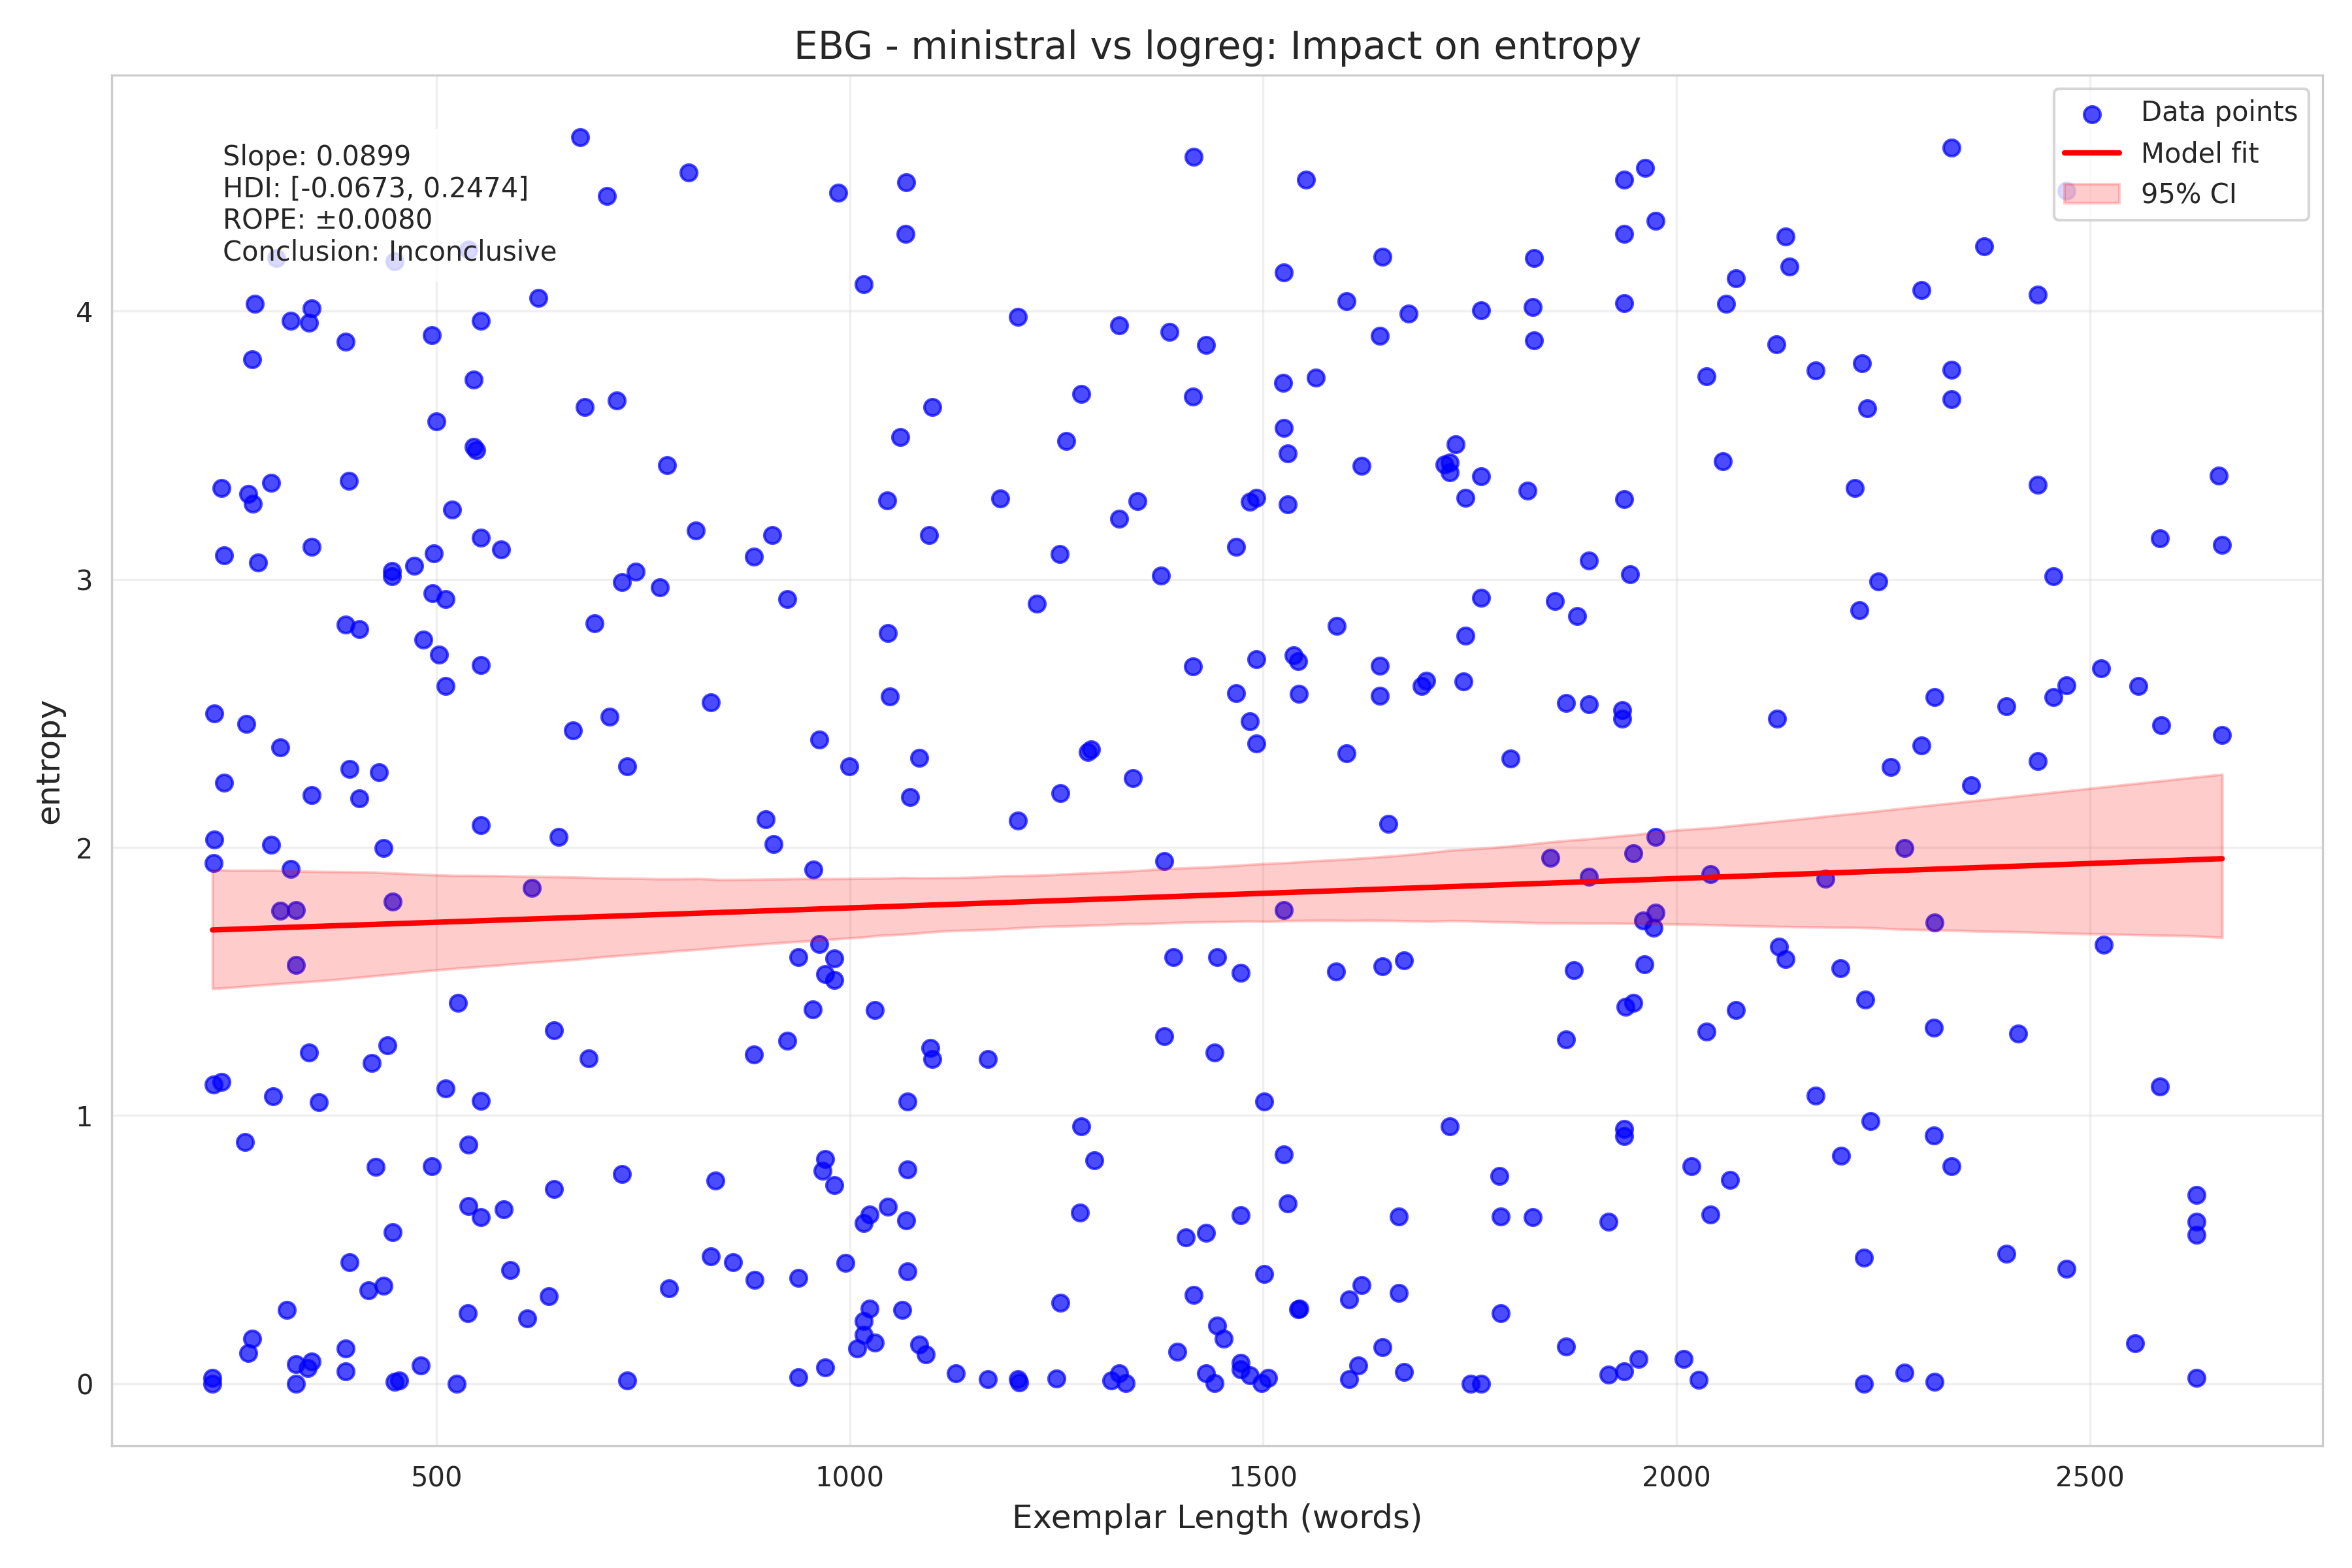 EBG - ministral vs logreg: Impact on entropy
Slope: 0.0899
HDI: [-0.0673, 0.2474]
ROPE: ±0.0080
Conclusion: Inconclusive
Data points
Model fit
95% CI
entropy
4
3
2
1
0
500 1000 1500 2000 2500
Exemplar Length (words)